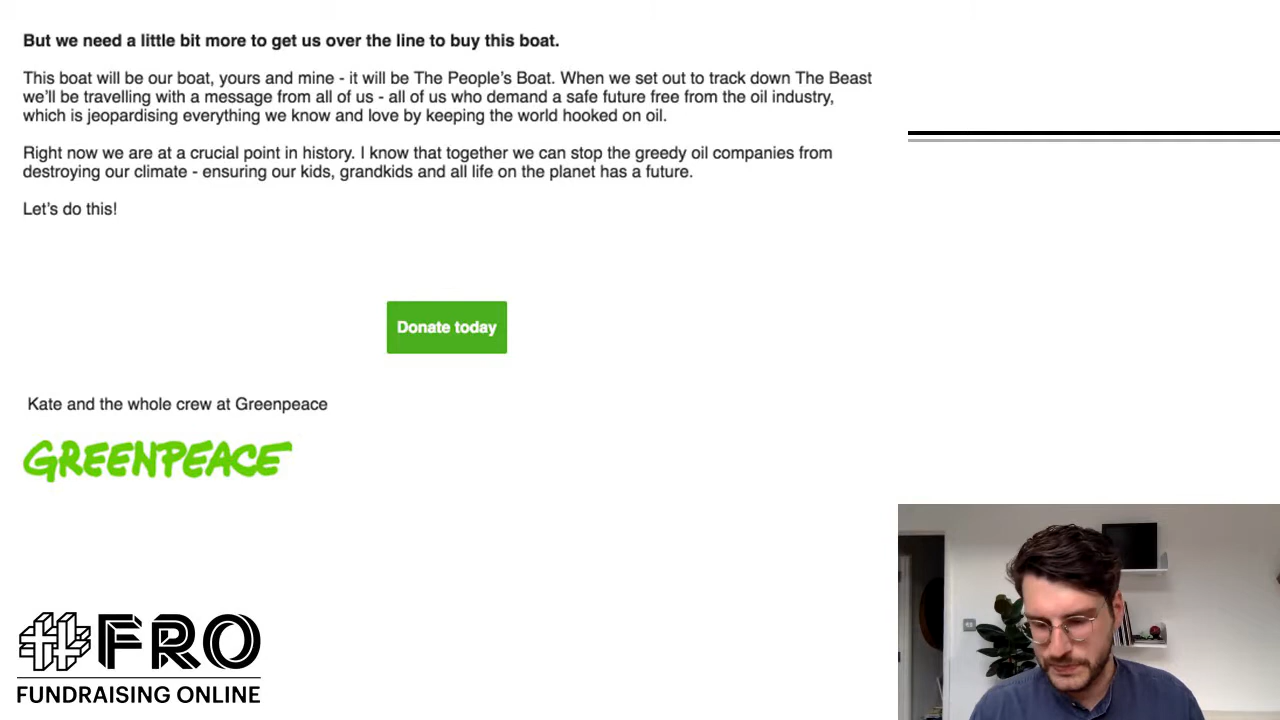 But we need a little bit more to get us over the line to buy this boat.
This boat will be our boat, yours and mine - it will be The People’s Boat. When we set out to track down The Beast
we’ll be travelling with a message from all of us - all of us who demand a safe future free from the oil industry,
which is jeopardising everything we know and love by keeping the world hooked on oil.
Right now we are at a crucial point in history. I know that together we can stop the greedy oil companies from
destroying our climate - ensuring our kids, grandkids and all life on the planet has a future.
Let’s do this!
Donate today
Kate and the whole crew at Greenpeace
GREENPEACE
#FRO
FUNDRAISING ONLINE